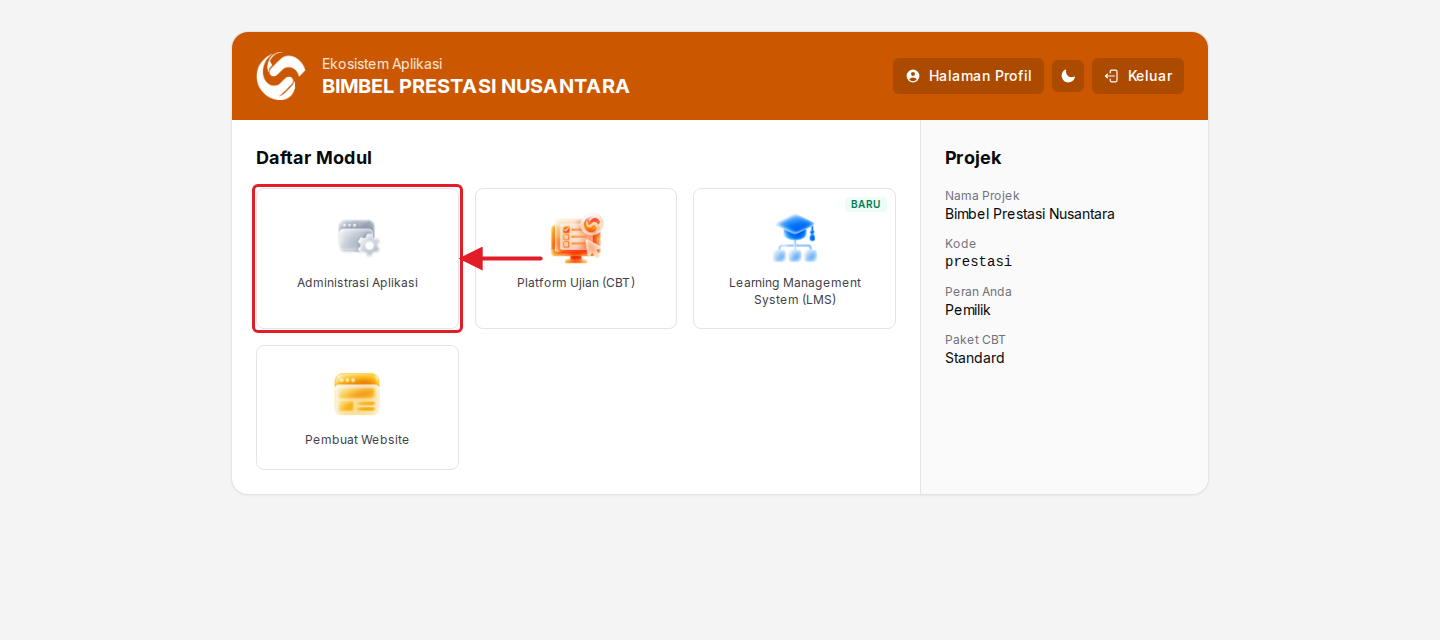 Ekosistem Aplikasi
BIMBEL PRESTASI NUSANTARA
Halaman Profil
Keluar
Daftar Modul
Administrasi Aplikasi
Platform Ujian (CBT)
BARU
Learning Management
System (LMS)
Pembuat Website
Projek
Nama Projek
Bimbel Prestasi Nusantara
Kode
prestasi
Peran Anda
Pemilik
Paket CBT
Standard